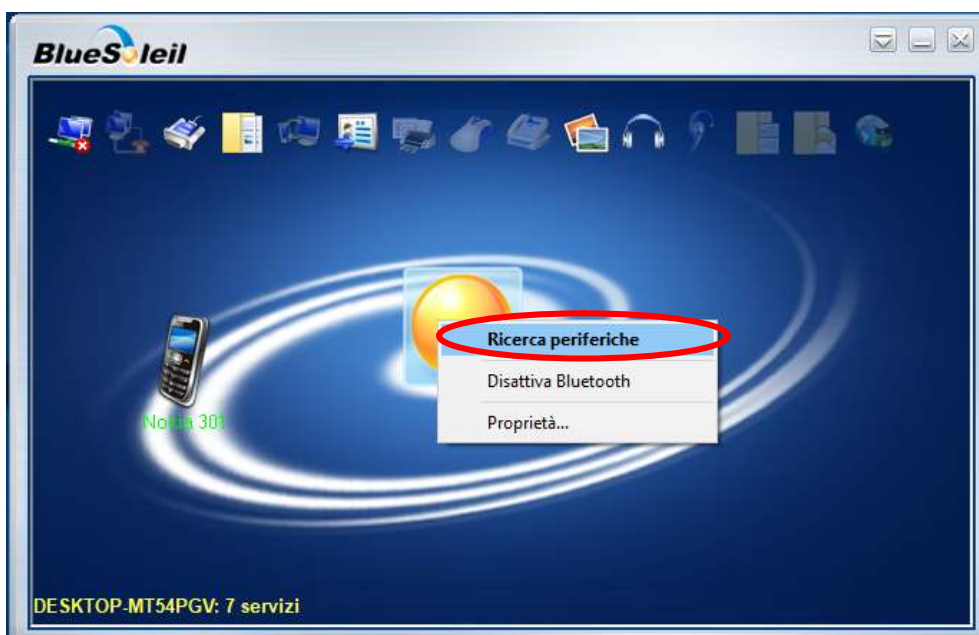 BlueSoleil
Ricerca periferiche
Disattiva Bluetooth
Proprietà...
Nokia 301
DESKTOP-MT54PGV: 7 servizi